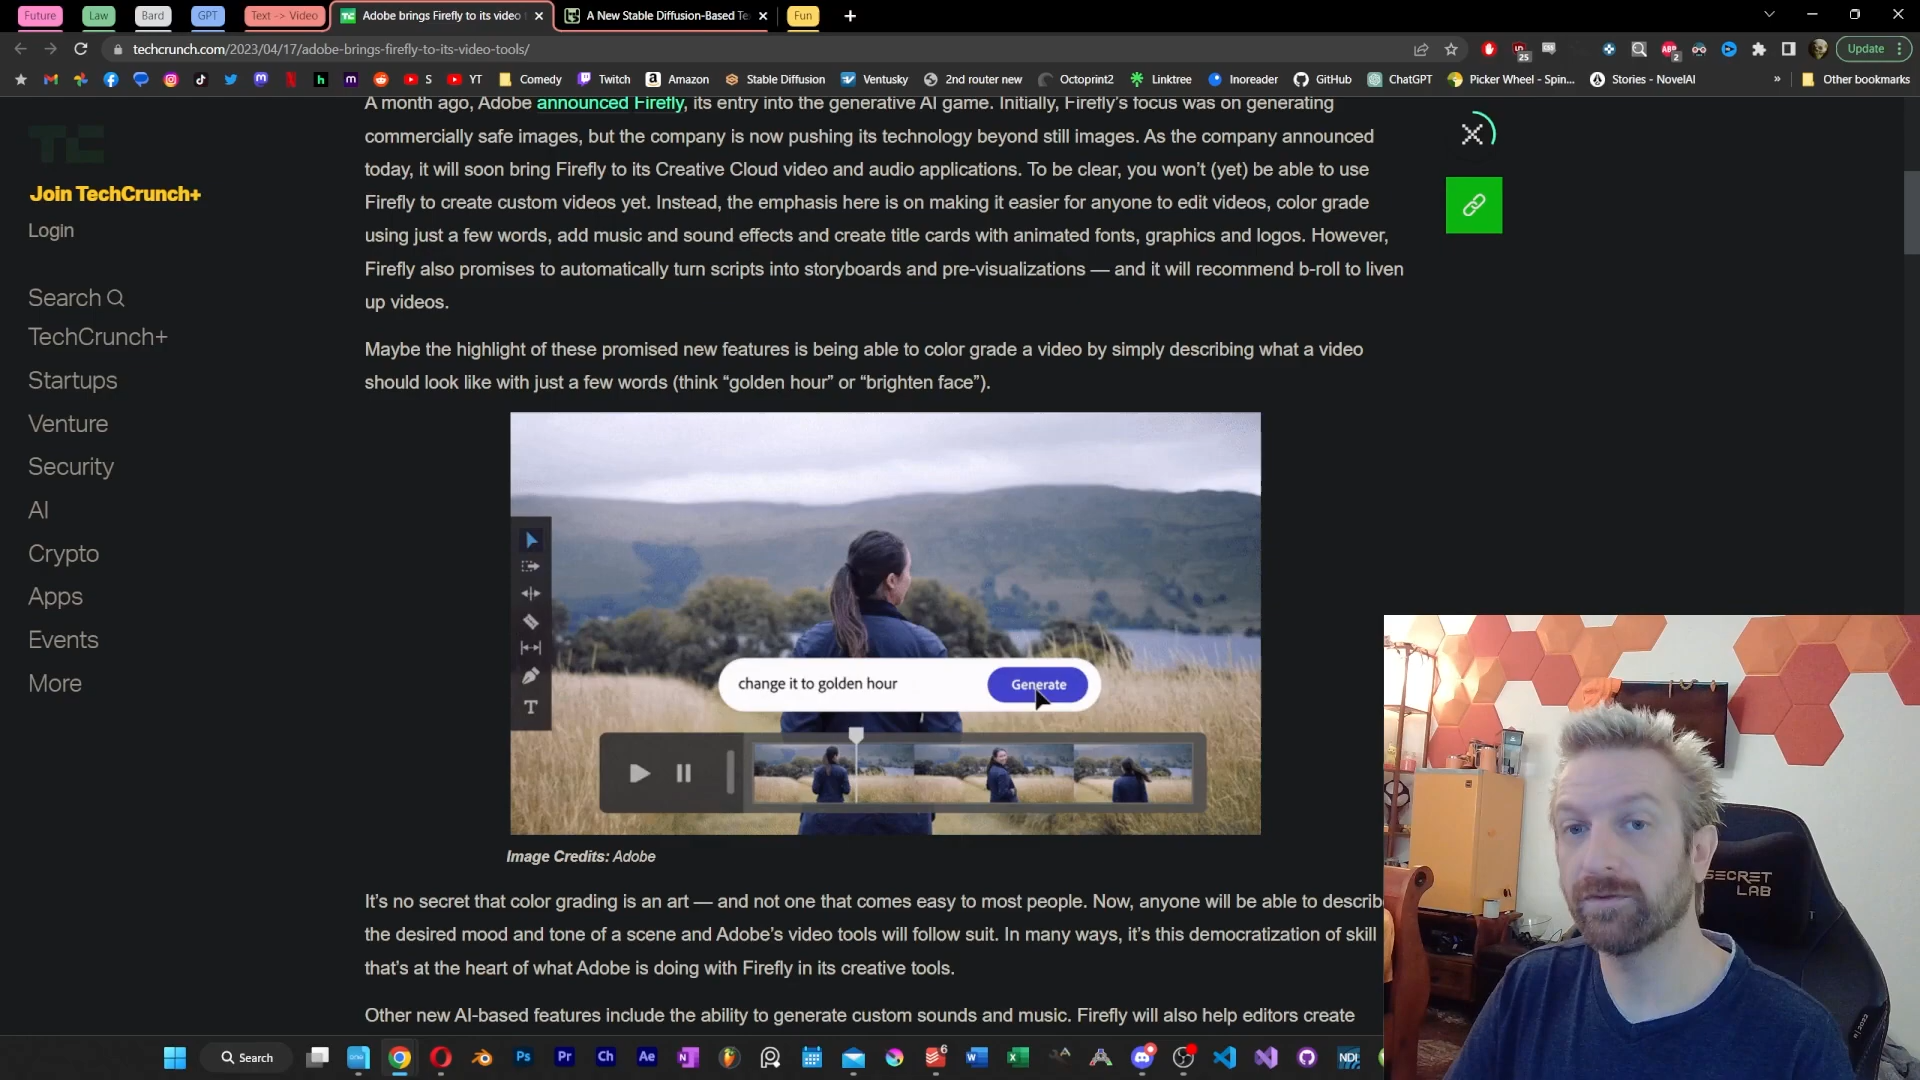 Future
Law
Bard
GPT
Text -> Video
Adobe brings Firefly to its video
A New Stable Diffusion-Based Te
Fun
techcrunch.com/2023/04/17/adobe-brings-firefly-to-its-video-tools/
25
2
Update
S
YT
Comedy
Twitch
Amazon
Stable Diffusion
Ventusky
2nd router new
Octoprint2
Linktree
Inoreader
GitHub
ChatGPT
Picker Wheel - Spin...
Stories - NovelAI
»
Other bookmarks
Join TechCrunch+
Login
Search
TechCrunch+
Startups
Venture
Security
AI
Crypto
Apps
Events
More
A month ago, Adobe announced Firefly, its entry into the generative AI game. Initially, Firefly’s focus was on generating
commercially safe images, but the company is now pushing its technology beyond still images. As the company announced
today, it will soon bring Firefly to its Creative Cloud video and audio applications. To be clear, you won’t (yet) be able to use
Firefly to create custom videos yet. Instead, the emphasis here is on making it easier for anyone to edit videos, color grade
using just a few words, add music and sound effects and create title cards with animated fonts, graphics and logos. However,
Firefly also promises to automatically turn scripts into storyboards and pre-visualizations — and it will recommend b-roll to liven
up videos.
Maybe the highlight of these promised new features is being able to color grade a video by simply describing what a video
should look like with just a few words (think “golden hour” or “brighten face”).
T
change it to golden hour
Generate
Image Credits: Adobe
It’s no secret that color grading is an art — and not one that comes easy to most people. Now, anyone will be able to describ
the desired mood and tone of a scene and Adobe’s video tools will follow suit. In many ways, it’s this democratization of skill
that’s at the heart of what Adobe is doing with Firefly in its creative tools.
Other new AI-based features include the ability to generate custom sounds and music. Firefly will also help editors create
SECRET
LAB
Search
Ps
Pr
Ch
Ae
N
6
W
X
NDI